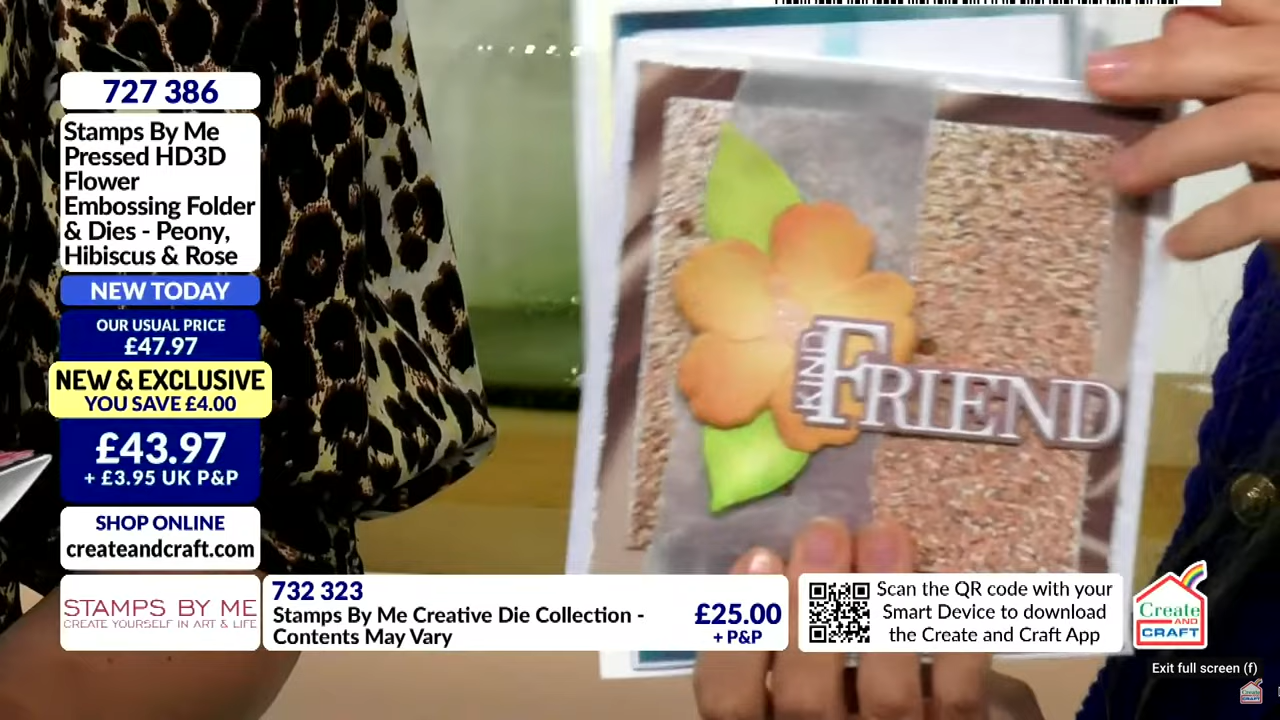 727 386
Stamps By Me
Pressed HD3D
Flower
Embossing Folder
& Dies - Peony,
Hibiscus & Rose
NEW TODAY
OUR USUAL PRICE
£47.97
NEW & EXCLUSIVE
YOU SAVE £4.00
£43.97
+ £3.95 UK P&P
SHOP ONLINE
createandcraft.com
KIND
FRIEND
STAMPS BY ME
CREATE YOURSELF IN ART & LIFE
732 323
Stamps By Me Creative Die Collection -
Contents May Vary
£25.00
+ P&P
Scan the QR code with your
Smart Device to download
the Create and Craft App
Create
AND
CRAFT
Exit full screen (f)